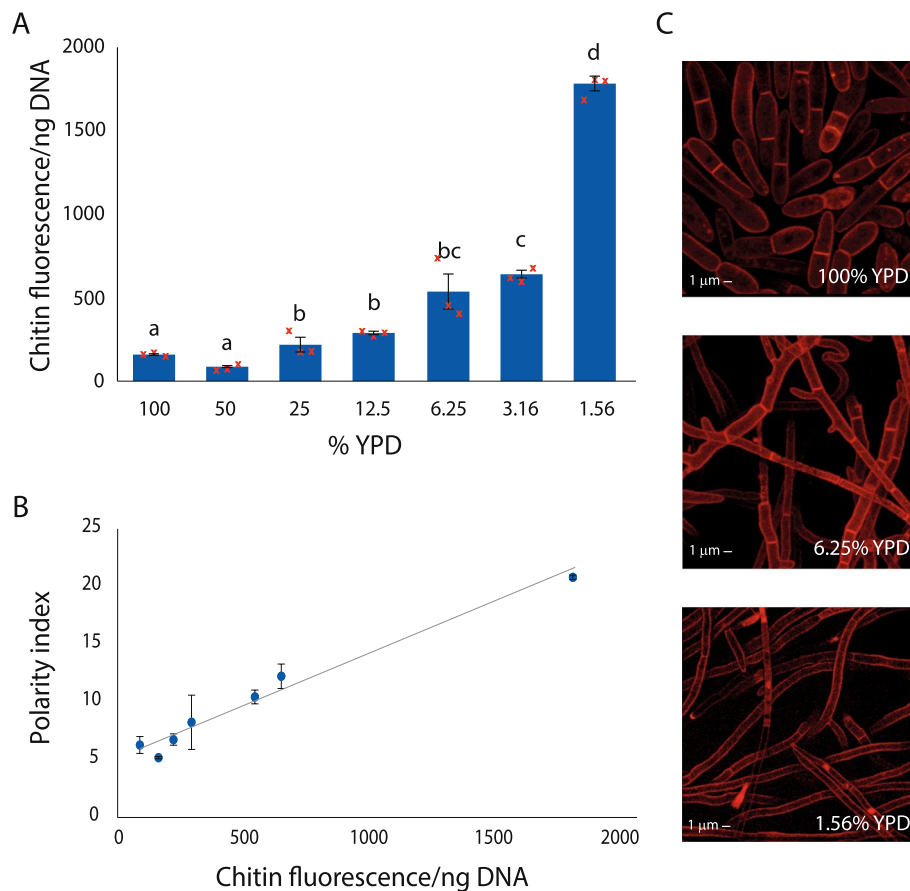 A
Chitin fluorescence/ng DNA
2000
1500
1000
500
0
a
a
b
b
bc
c
d
100 50 25 12.5 6.25 3.16 1.56
% YPD
B
Polarity index
25
20
15
10
5
0
0 500 1000 1500 2000
Chitin fluorescence/ng DNA
C
1 μm
100% YPD
1 μm
6.25% YPD
1 μm
1.56% YPD